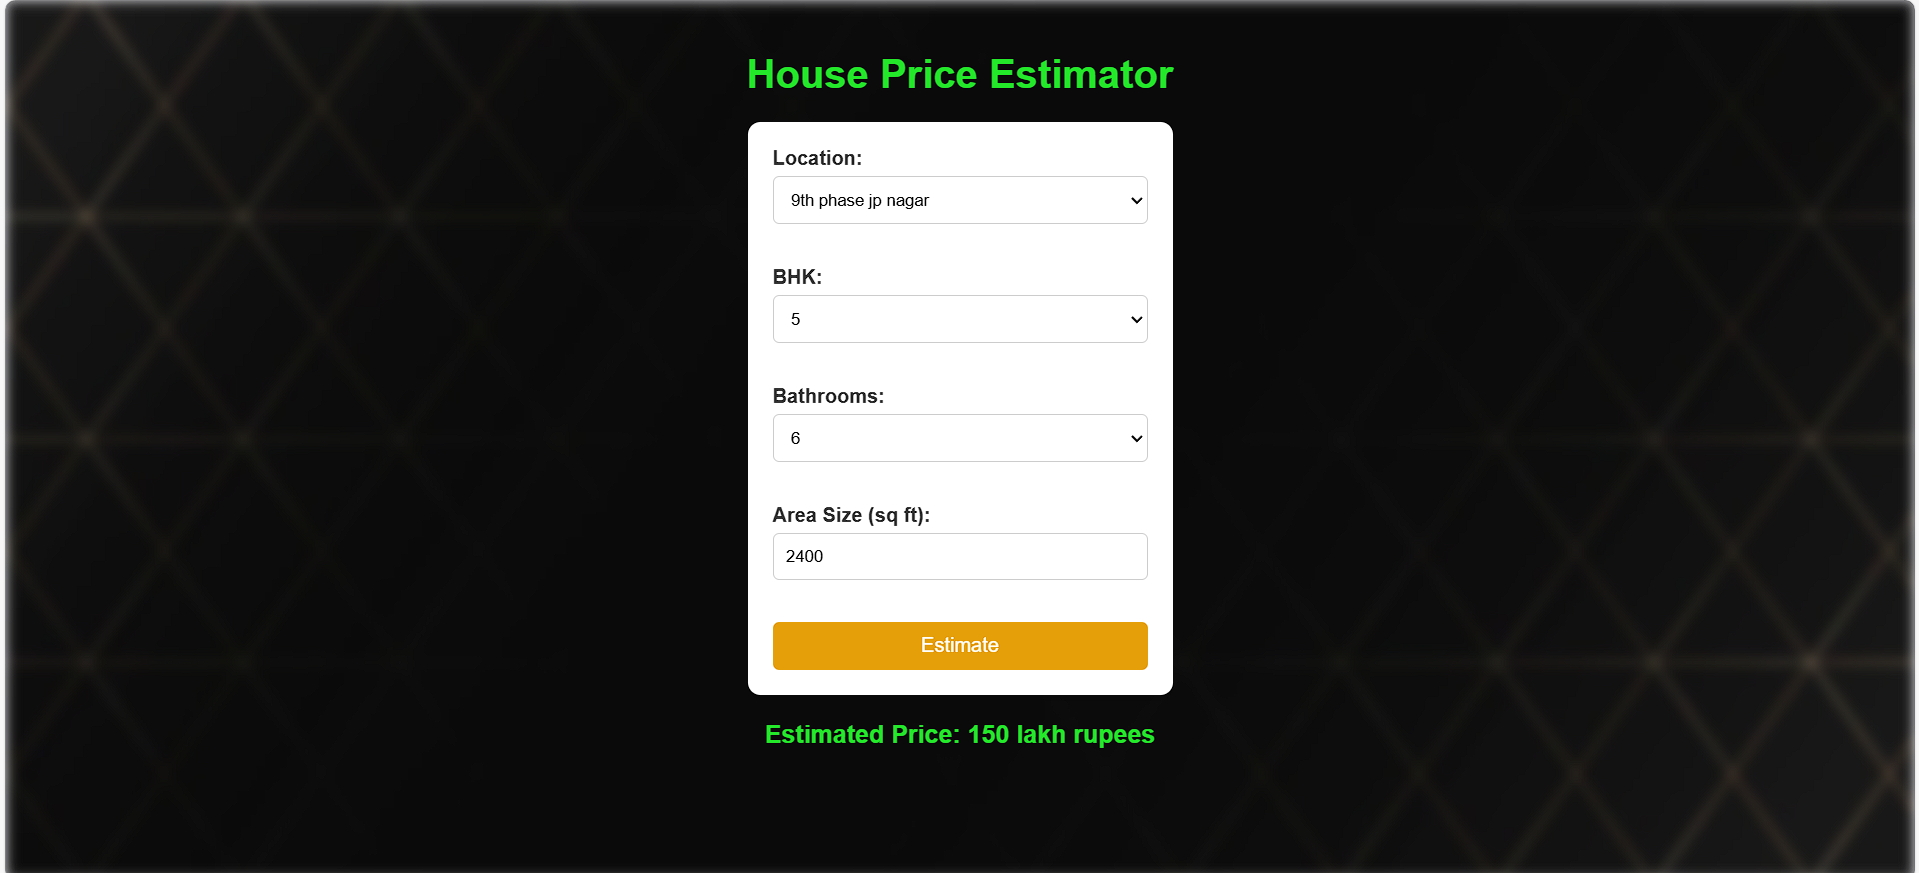 House Price Estimator
Location:
9th phase jp nagar
BHK:
5
Bathrooms:
6
Area Size (sq ft):
2400
Estimate
Estimated Price: 150 lakh rupees